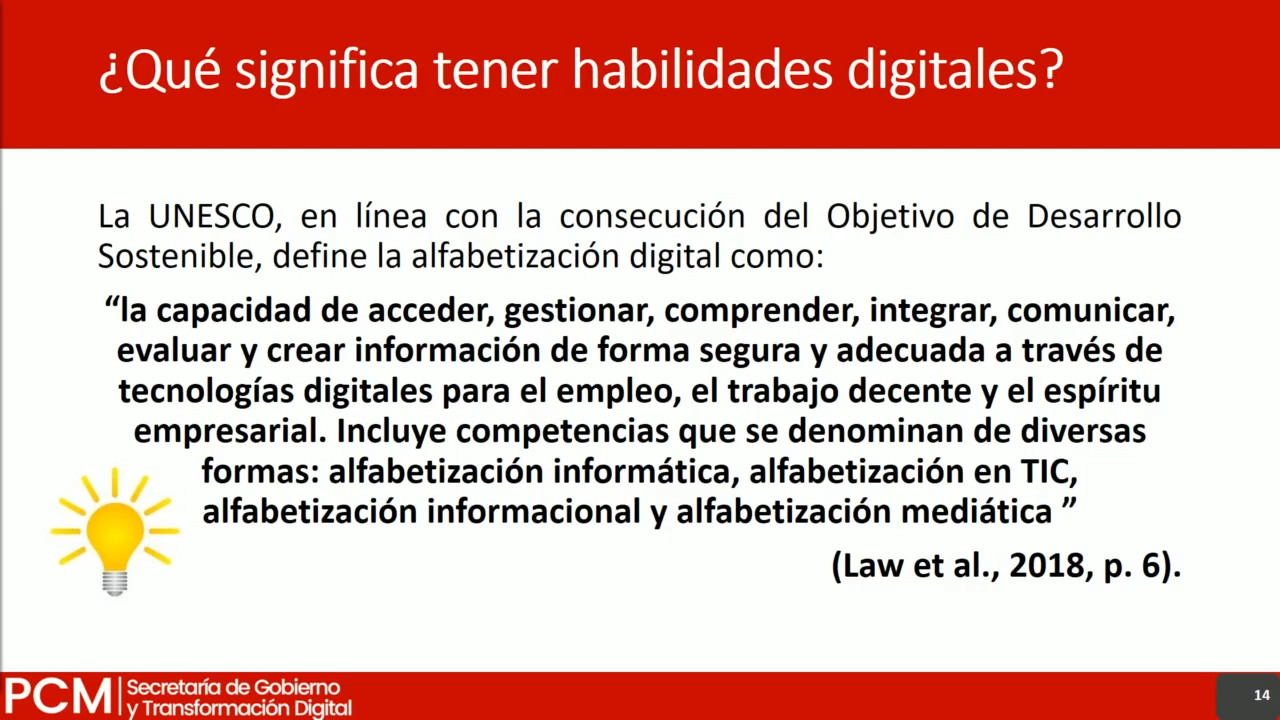 ¿Qué significa tener habilidades digitales?
La UNESCO, en línea con la consecución del Objetivo de Desarrollo
Sostenible, define la alfabetización digital como:
“la capacidad de acceder, gestionar, comprender, integrar, comunicar,
evaluar y crear información de forma segura y adecuada a través de
tecnologías digitales para el empleo, el trabajo decente y el espíritu
empresarial. Incluye competencias que se denominan de diversas
formas: alfabetización informática, alfabetización en TIC,
alfabetización informacional y alfabetización mediática ”
(Law et al., 2018, p. 6).
PCM
Secretaría de Gobierno
y Transformación Digital
14